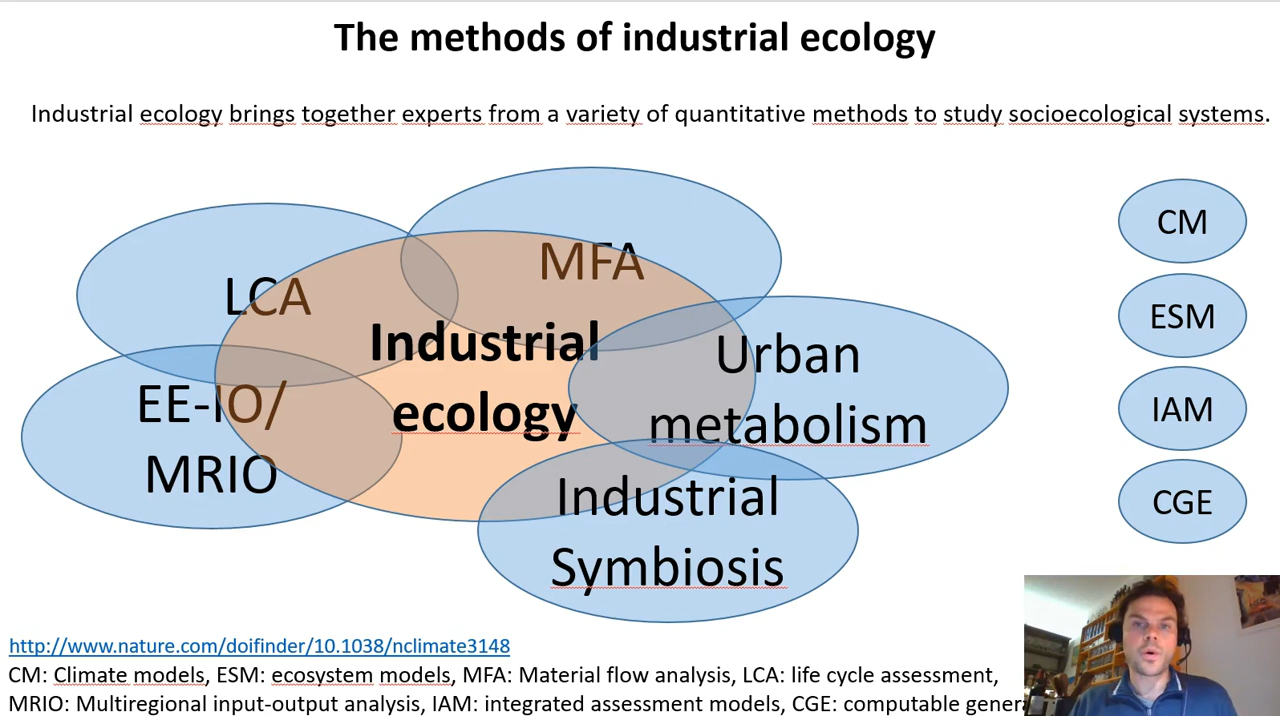 The methods of industrial ecology
Industrial ecology brings together experts from a variety of quantitative methods to study socioecological systems.
LCA
MFA
Industrial
ecology
EE-IO/
MRIO
Urban
metabolism
Industrial
Symbiosis
CM
ESM
IAM
CGE
http://www.nature.com/doifinder/10.1038/nclimate3148
CM: Climate models, ESM: ecosystem models, MFA: Material flow analysis, LCA: life cycle assessment,
MRIO: Multiregional input-output analysis, IAM: integrated assessment models, CGE: computable genera